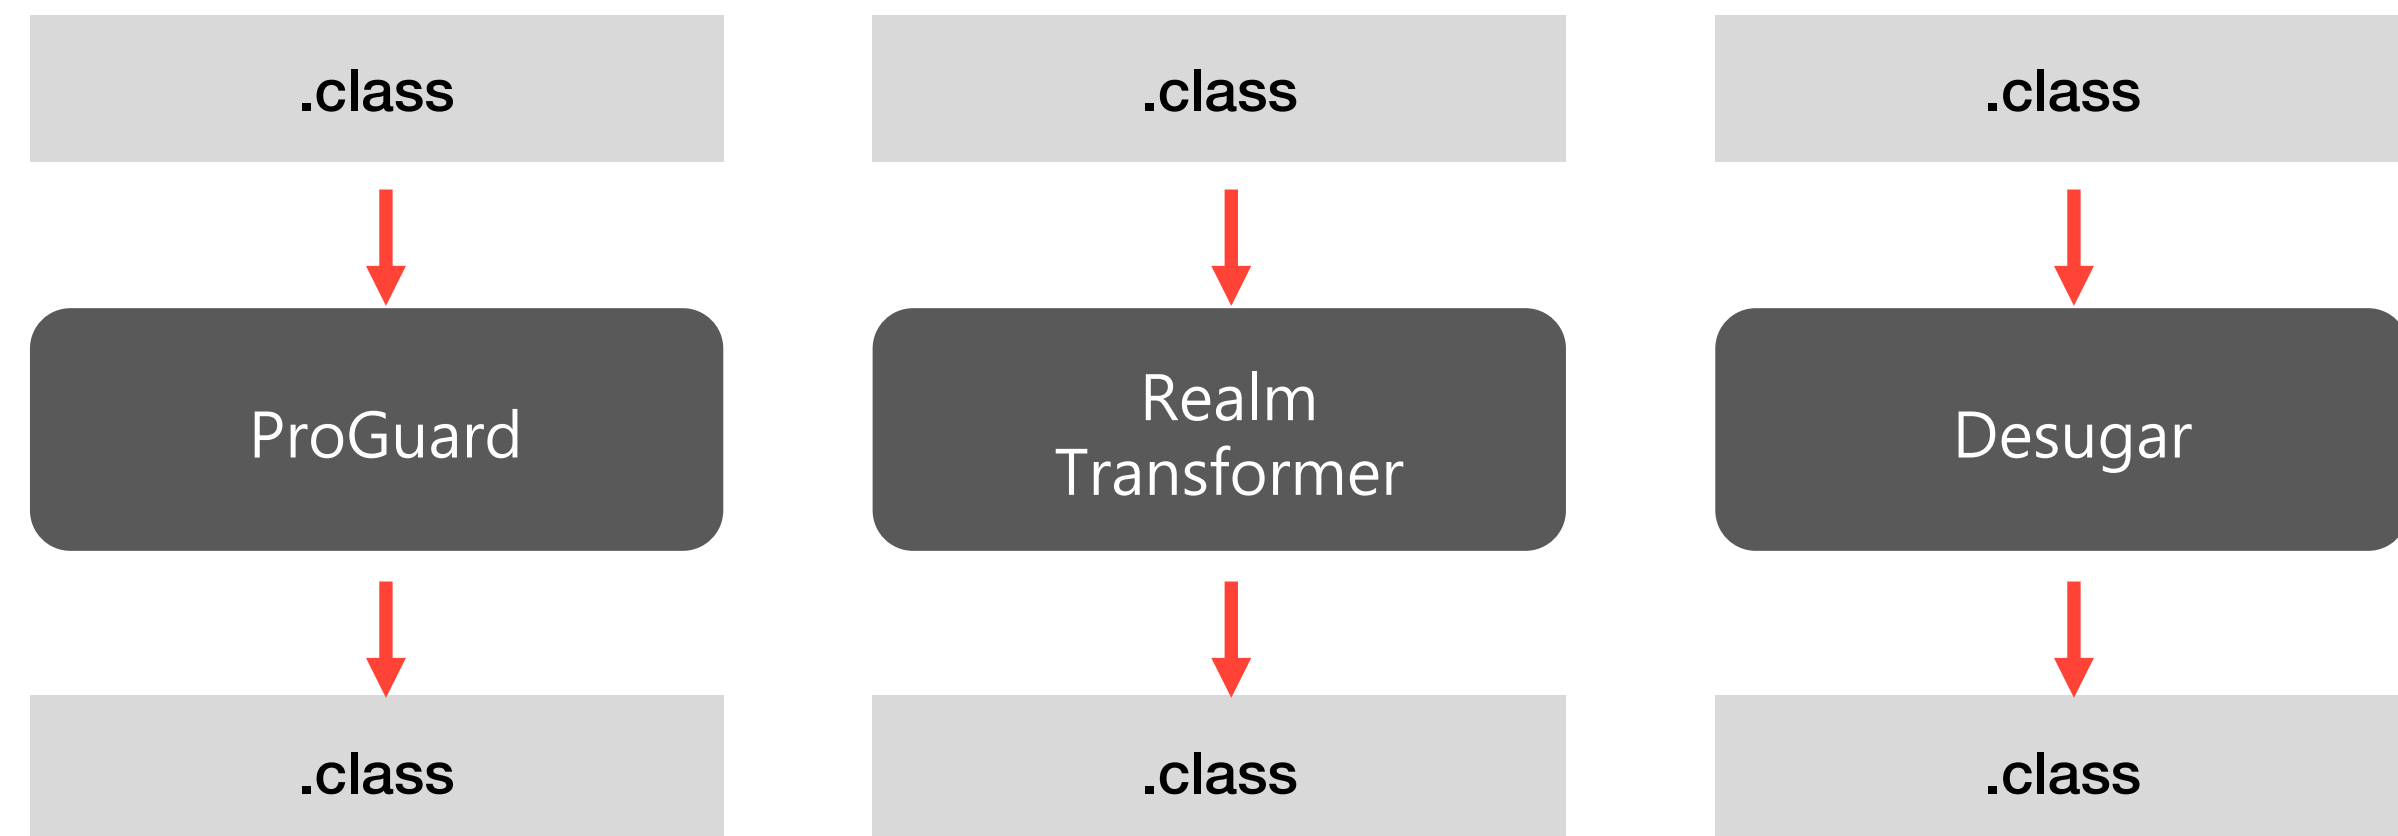 .class
.class
.class
ProGuard
Realm
Transformer
Desugar
.class
.class
.class